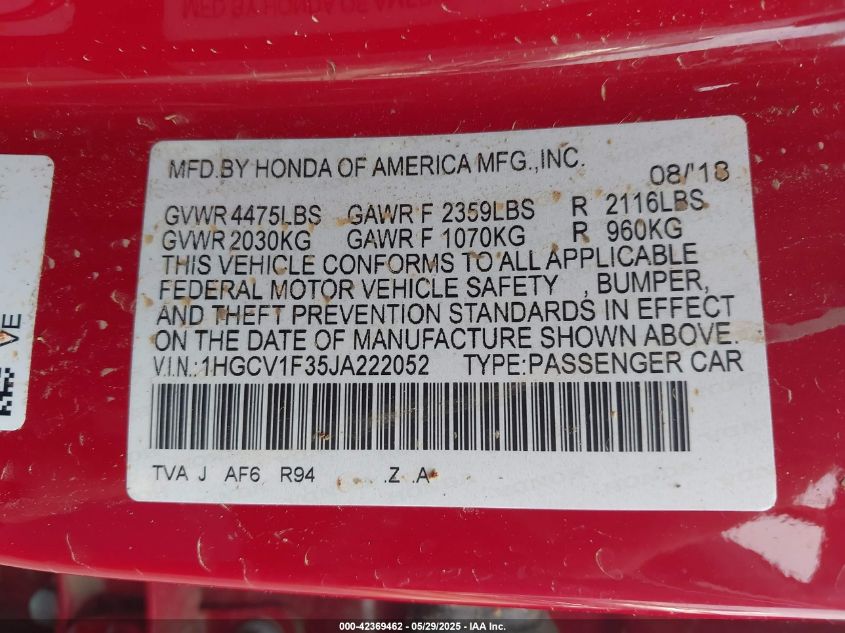 MFD.BY HONDA OF AMERICA MFG.,INC. 08/'18
GVWR 4475LBS GAWR F 2359LBS R 2116LBS
GVWR 2030KG GAWR F 1070KG R 960KG
THIS VEHICLE CONFORMS TO ALL APPLICABLE
FEDERAL MOTOR VEHICLE SAFETY , BUMPER,
AND THEFT PREVENTION STANDARDS IN EFFECT
ON THE DATE OF MANUFACTURE SHOWN ABOVE.
V.I.N.:1HGCV1F35JA222052 TYPE:PASSENGER CAR
TVA J AF6 R94 .Z .A
VE
000-42369462 - 05/29/2025 - IAA Inc.